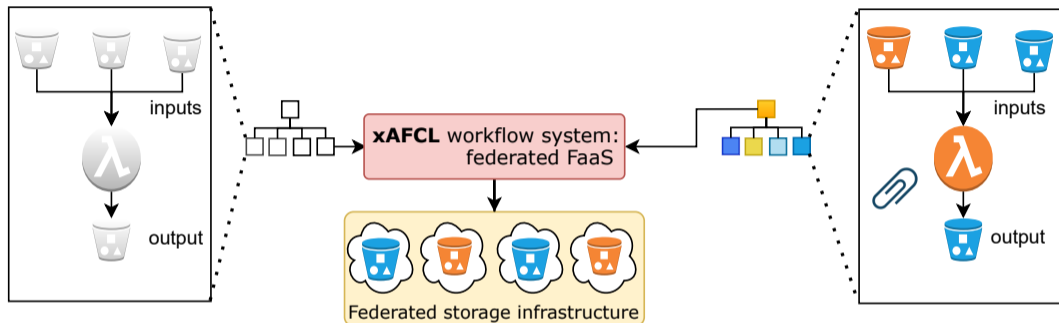 inputs
λ
output
xAFCL workflow system:
federated FaaS
Federated storage infrastructure
inputs
λ
output